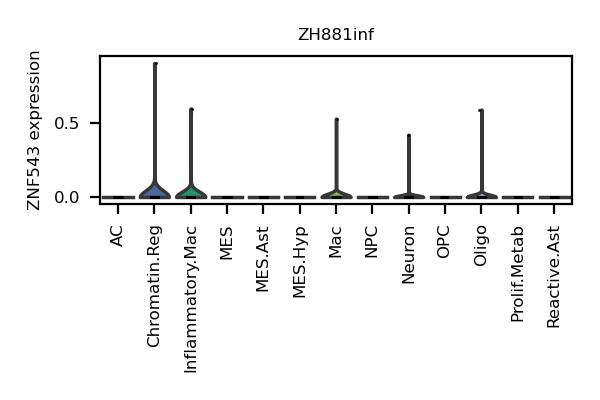 ZH881inf
ZNF543 expression
0.5
0.0
AC
Chromatin.Reg
Inflammatory.Mac
MES
MES.Ast
MES.Hyp
Mac
NPC
Neuron
OPC
Oligo
Prolif.Metab
Reactive.Ast